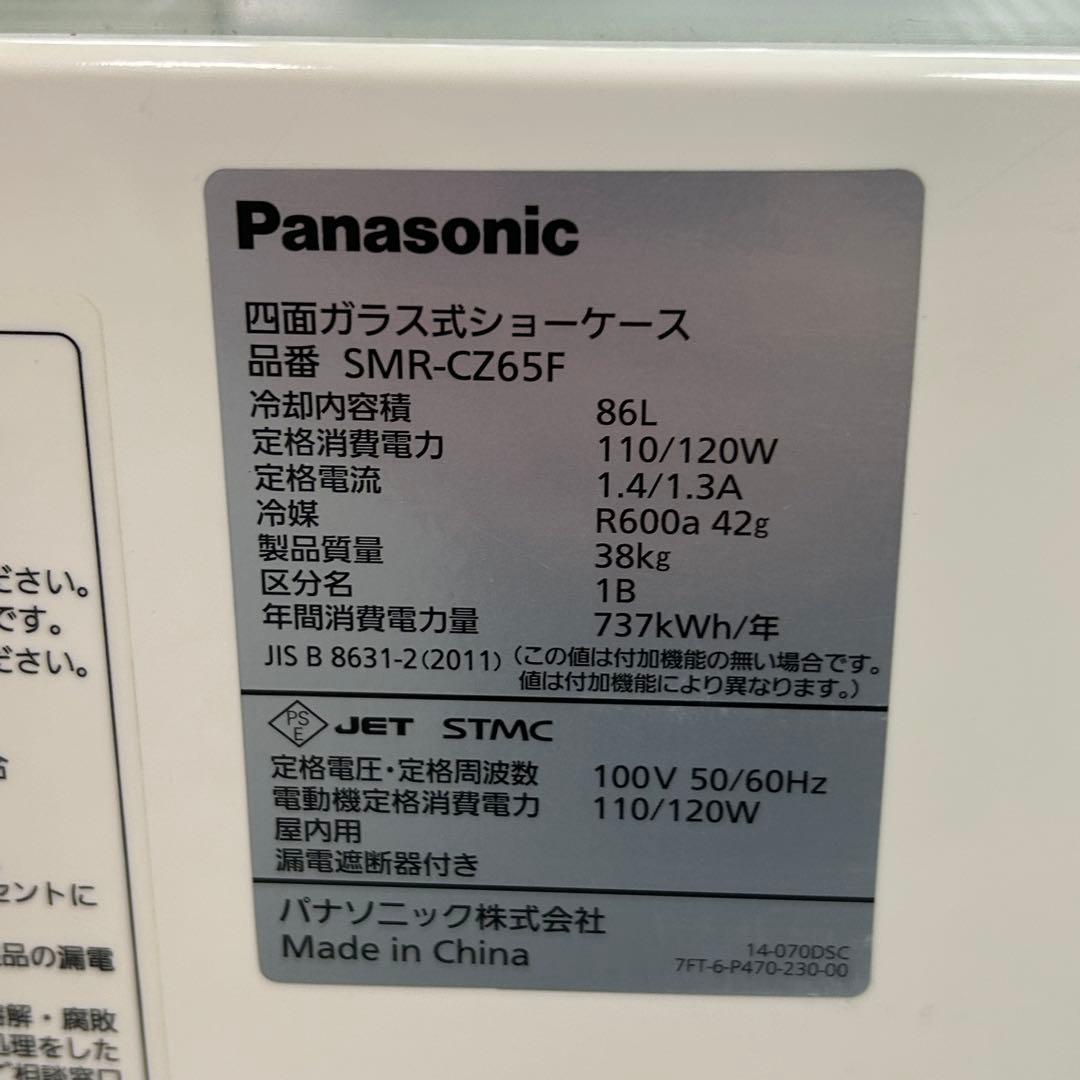 Panasonic
四面ガラス式ショーケース
品番 SMR-CZ65F
冷却内容積 86L
定格消費電力 110/120W
定格電流 1.4/1.3A
冷媒 R600a 42g
製品質量 38kg
区分名 1B
年間消費電力量 737kWh/年
JIS B 8631-2(2011) (この値は付加機能の無い場合です。
値は付加機能により異なります。)
PS
E JET STMC
定格電圧・定格周波数 100V 50/60Hz
電動機定格消費電力 110/120W
屋内用
漏電遮断器付き
パナソニック株式会社
Made in China
14-070DSC
7FT-6-P470-230-00
ださい。
です。
ださい。
セントに
品の漏電
解・腐敗
処理をした
ご相談窓口